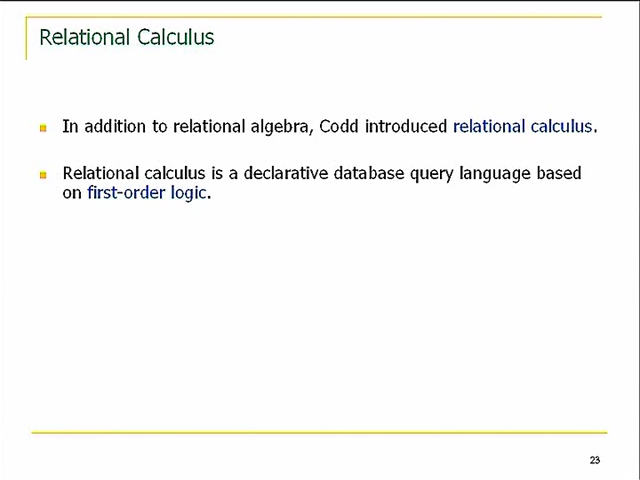 Relational Calculus
In addition to relational algebra, Codd introduced relational calculus.
Relational calculus is a declarative database query language based
on first-order logic.
23